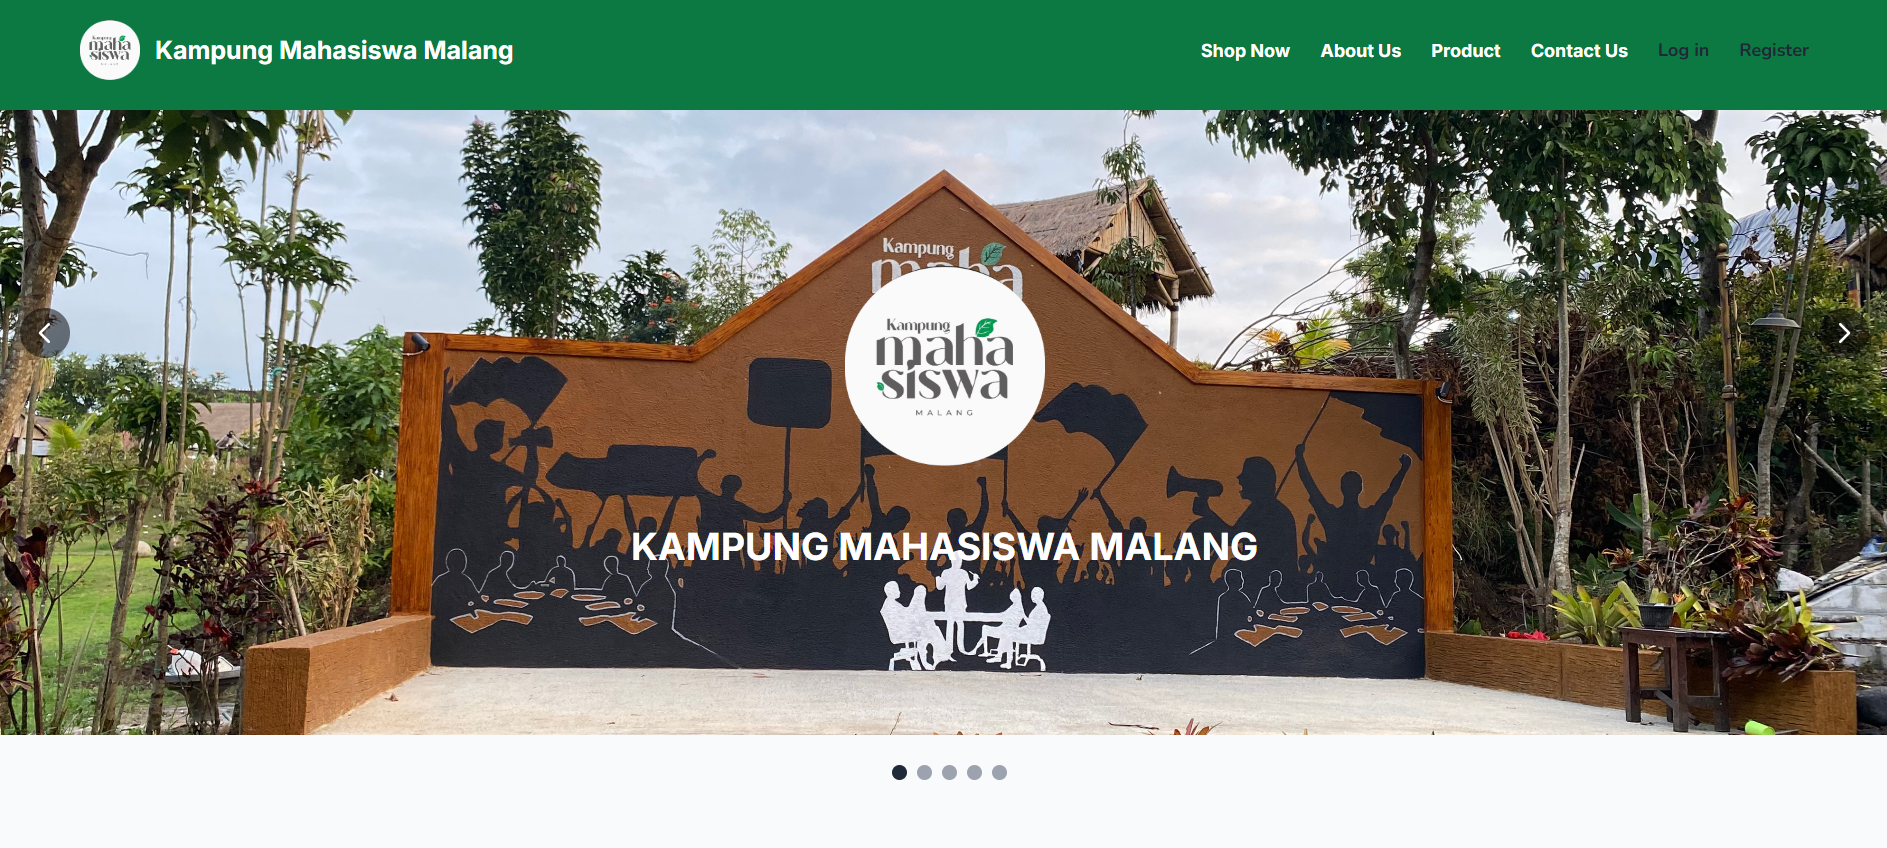 Kampung
maha
siswa
Kampung Mahasiswa Malang
Shop Now
About Us
Product
Contact Us
Log in
Register
Kampung
maha
Kampung
maha
siswa
MALANG
KAMPUNG MAHASISWA MALANG